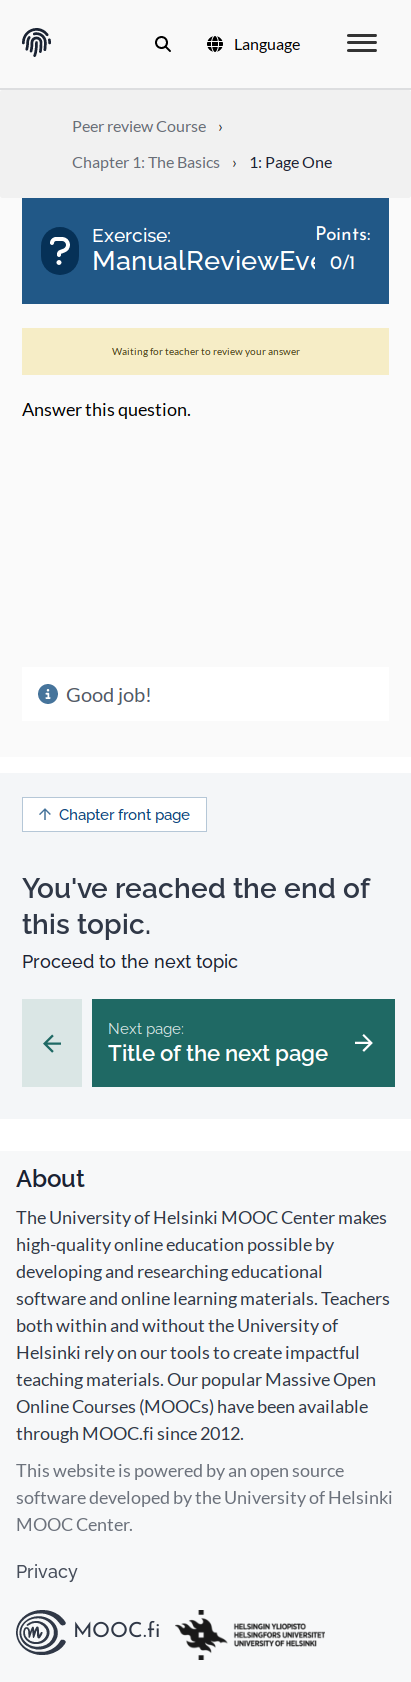 Language
Peer review Course ›
Chapter 1: The Basics › 1: Page One
Exercise:
Points:
ManualReviewEve
0/1
Waiting for teacher to review your answer
Answer this question.
Good job!
Chapter front page
You've reached the end of
this topic.
Proceed to the next topic
Next page:
Title of the next page
About
The University of Helsinki MOOC Center makes
high-quality online education possible by
developing and researching educational
software and online learning materials. Teachers
both within and without the University of
Helsinki rely on our tools to create impactful
teaching materials. Our popular Massive Open
Online Courses (MOOCs) have been available
through MOOC.fi since 2012.
This website is powered by an open source
software developed by the University of Helsinki
MOOC Center.
Privacy
MOOC.fi
HELSINGIN YLIOPISTO
HELSINGFORS UNIVERSITET
UNIVERSITY OF HELSINKI